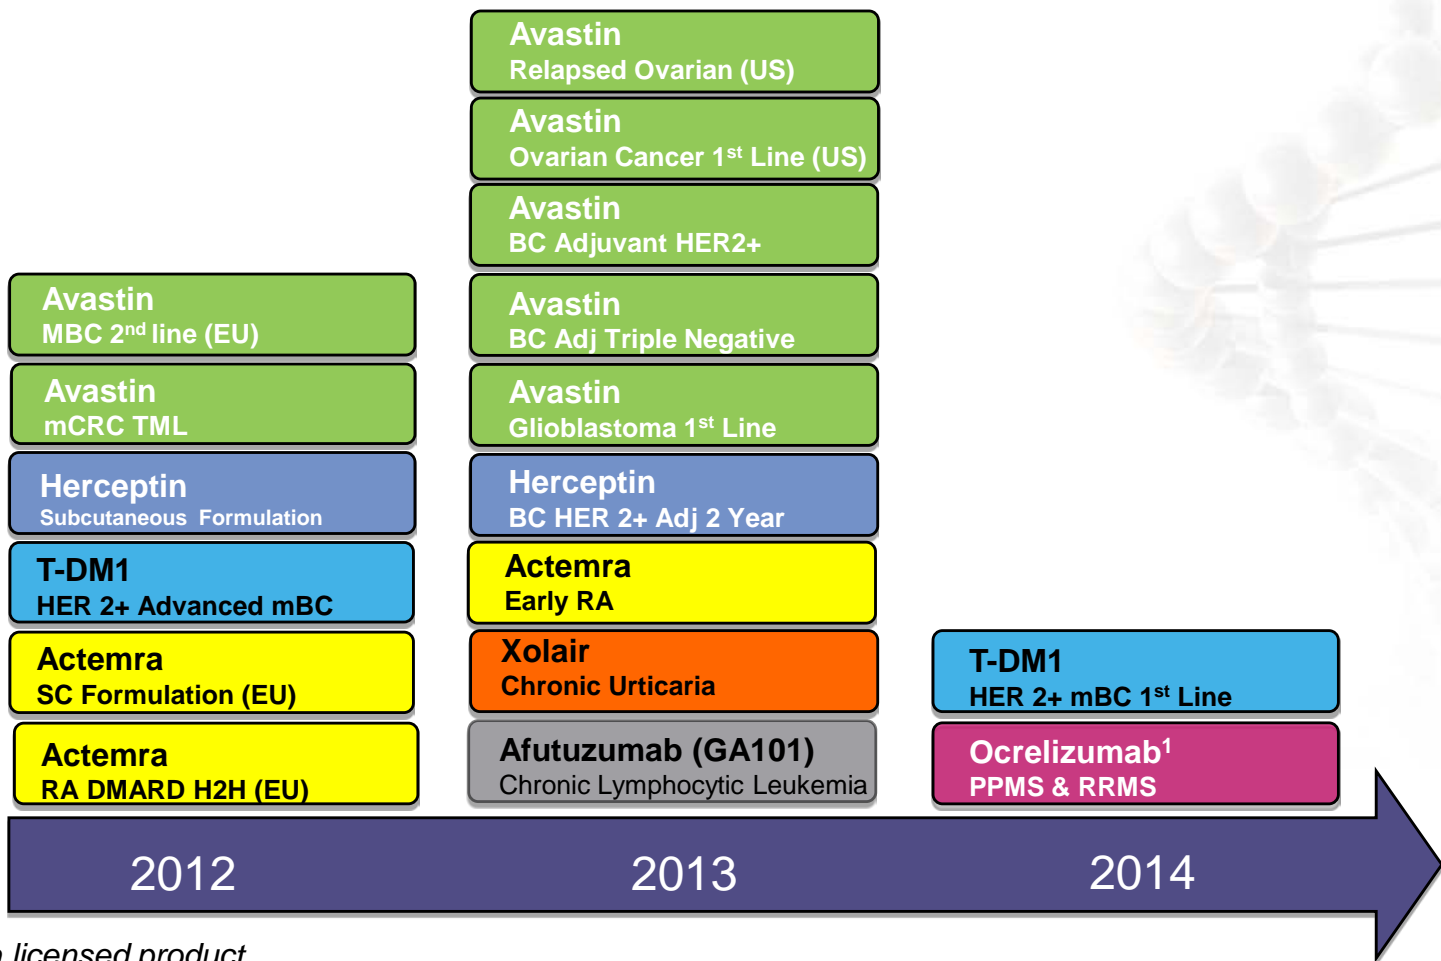 Avastin
Relapsed Ovarian (US)
Avastin
Ovarian Cancer 1st Line (US)
Avastin
BC Adjuvant HER2+
Avastin
MBC 2nd line (EU)
Avastin
BC Adj Triple Negative
Avastin
mCRC TML
Avastin
Glioblastoma 1st Line
Herceptin
Subcutaneous Formulation
Herceptin
BC HER 2+ Adj 2 Year
T-DM1
HER 2+ Advanced mBC
Actemra
Early RA
Actemra
SC Formulation (EU)
Xolair
Chronic Urticaria
T-DM1
HER 2+ mBC 1st Line
Actemra
RA DMARD H2H (EU)
Afutuzumab (GA101)
Chronic Lymphocytic Leukemia
Ocrelizumab1
PPMS & RRMS
2012
2013
2014
licensed product